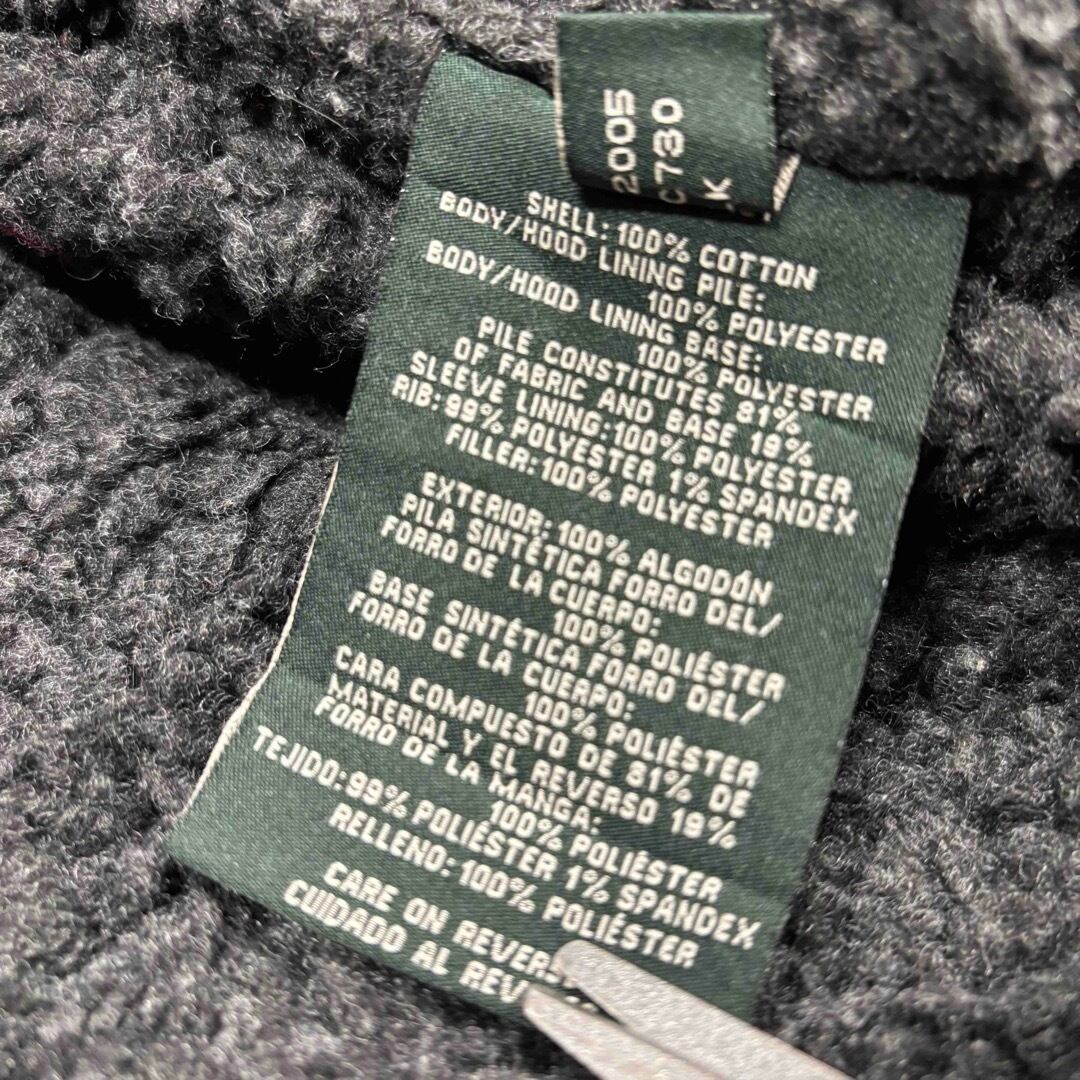 2005
C730
SHELL: 100% COTTON
BODY/HOOD LINING PILE:
100% POLYESTER
BODY/HOOD LINING BASE:
100% POLYESTER
PILE CONSTITUTES 81%
OF FABRIC AND BASE 19%
SLEEVE LINING: 100% POLYESTER
RIB: 99% POLYESTER 1% SPANDEX
FILLER: 100% POLYESTER
EXTERIOR: 100% ALGODÓN
PILA SINTÉTICA FORRO DEL/
FORRO DE LA CUERPO:
100% POLIÉSTER
BASE SINTÉTICA FORRO DEL/
FORRO DE LA CUERPO:
100% POLIÉSTER
CARA COMPUESTO DE 81% DE
MATERIAL Y EL REVERSO 19%
FORRO DE LA MANGA:
100% POLIÉSTER
TEJIDO: 99% POLIÉSTER 1% SPANDEX
RELLENO: 100% POLIÉSTER
CARE ON REVERS
CUIDADO AL REV